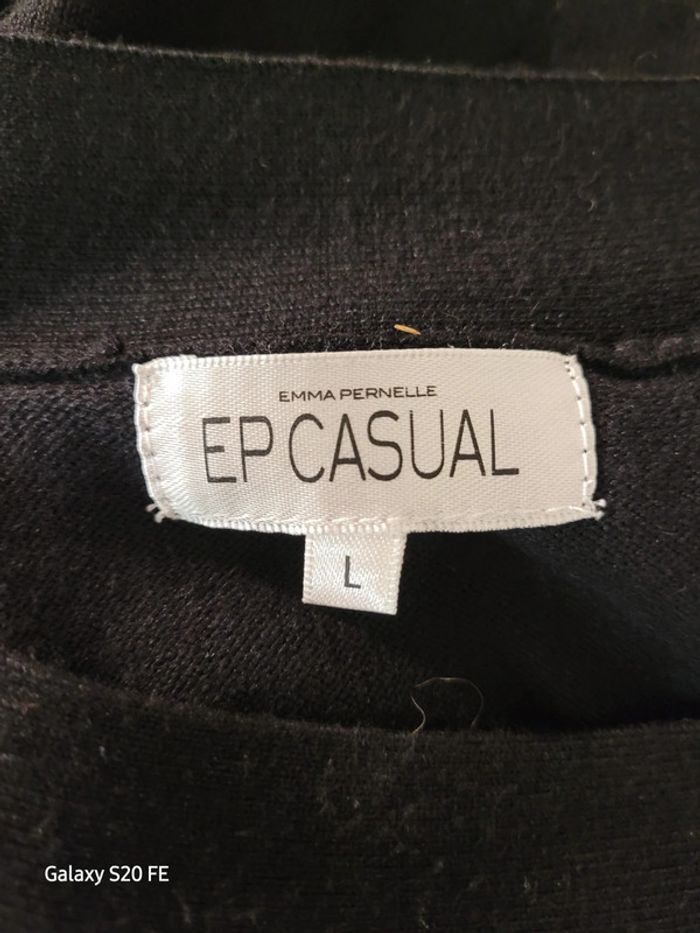 EMMA PERNELLE
EP CASUAL
L
Galaxy S20 FE